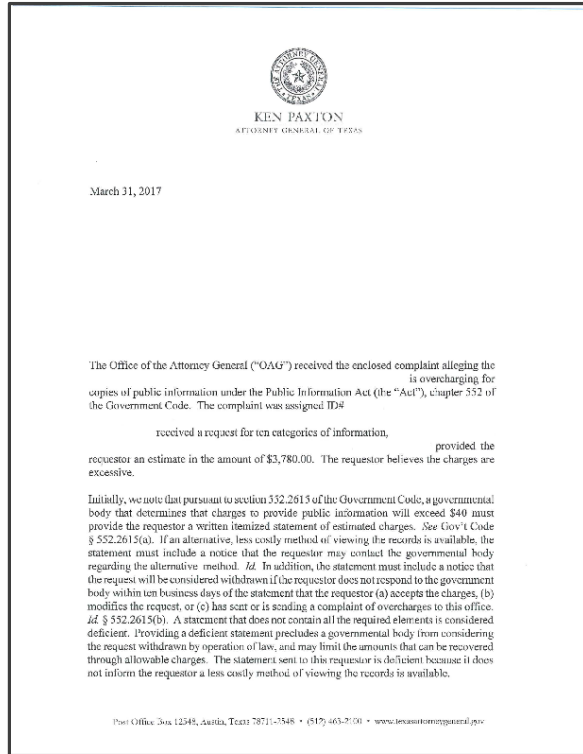 THE ATTORNEY GENERAL
TEXAS
KEN PAXTON
ATTORNEY GENERAL OF TEXAS
March 31, 2017
The Office of the Attorney General ("OAG") received the enclosed complaint alleging the
is overcharging for
copies of public information under the Public Information Act (the "Act"), chapter 552 of
the Government Code. The complaint was assigned ID#
received a request for ten categories of information,
provided the
requestor an estimate in the amount of $3,780.00. The requestor believes the charges are
excessive.
Initially, we note that pursuant to section 552.2615 of the Government Code, a governmental
body that determines that charges to provide public information will exceed $40 must
provide the requestor a written itemized statement of estimated charges. See Gov't Code
§ 552.2615(a). If an alternative, less costly method of viewing the records is available, the
statement must include a notice that the requestor may contact the governmental body
regarding the alternative method. Id. In addition, the statement must include a notice that
the request will be considered withdrawn if the requestor does not respond to the government
body within ten business days of the statement that the requestor (a) accepts the charges, (b)
modifies the request, or (c) has sent or is sending a complaint of overcharges to this office.
Id. § 552.2615(b). A statement that does not contain all the required elements is considered
deficient. Providing a deficient statement precludes a governmental body from considering
the request withdrawn by operation of law, and may limit the amounts that can be recovered
through allowable charges. The statement sent to this requestor is deficient because it does
not inform the requestor a less costly method of viewing the records is available.
Post Office Box 12548, Austin, Texas 78711-2548 • (512) 463-2100 • www.texasattorneygeneral.gov